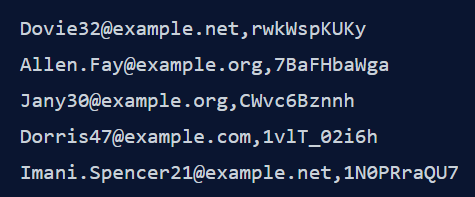 Dovie32@example.net,rwkWspKUKy
Allen.Fay@example.org,7BaFHbaWga
Jany30@example.org,CWvc6Bznnh
Dorris47@example.com,1vlT_02i6h
Imani.Spencer21@example.net,1N0PRraQU7